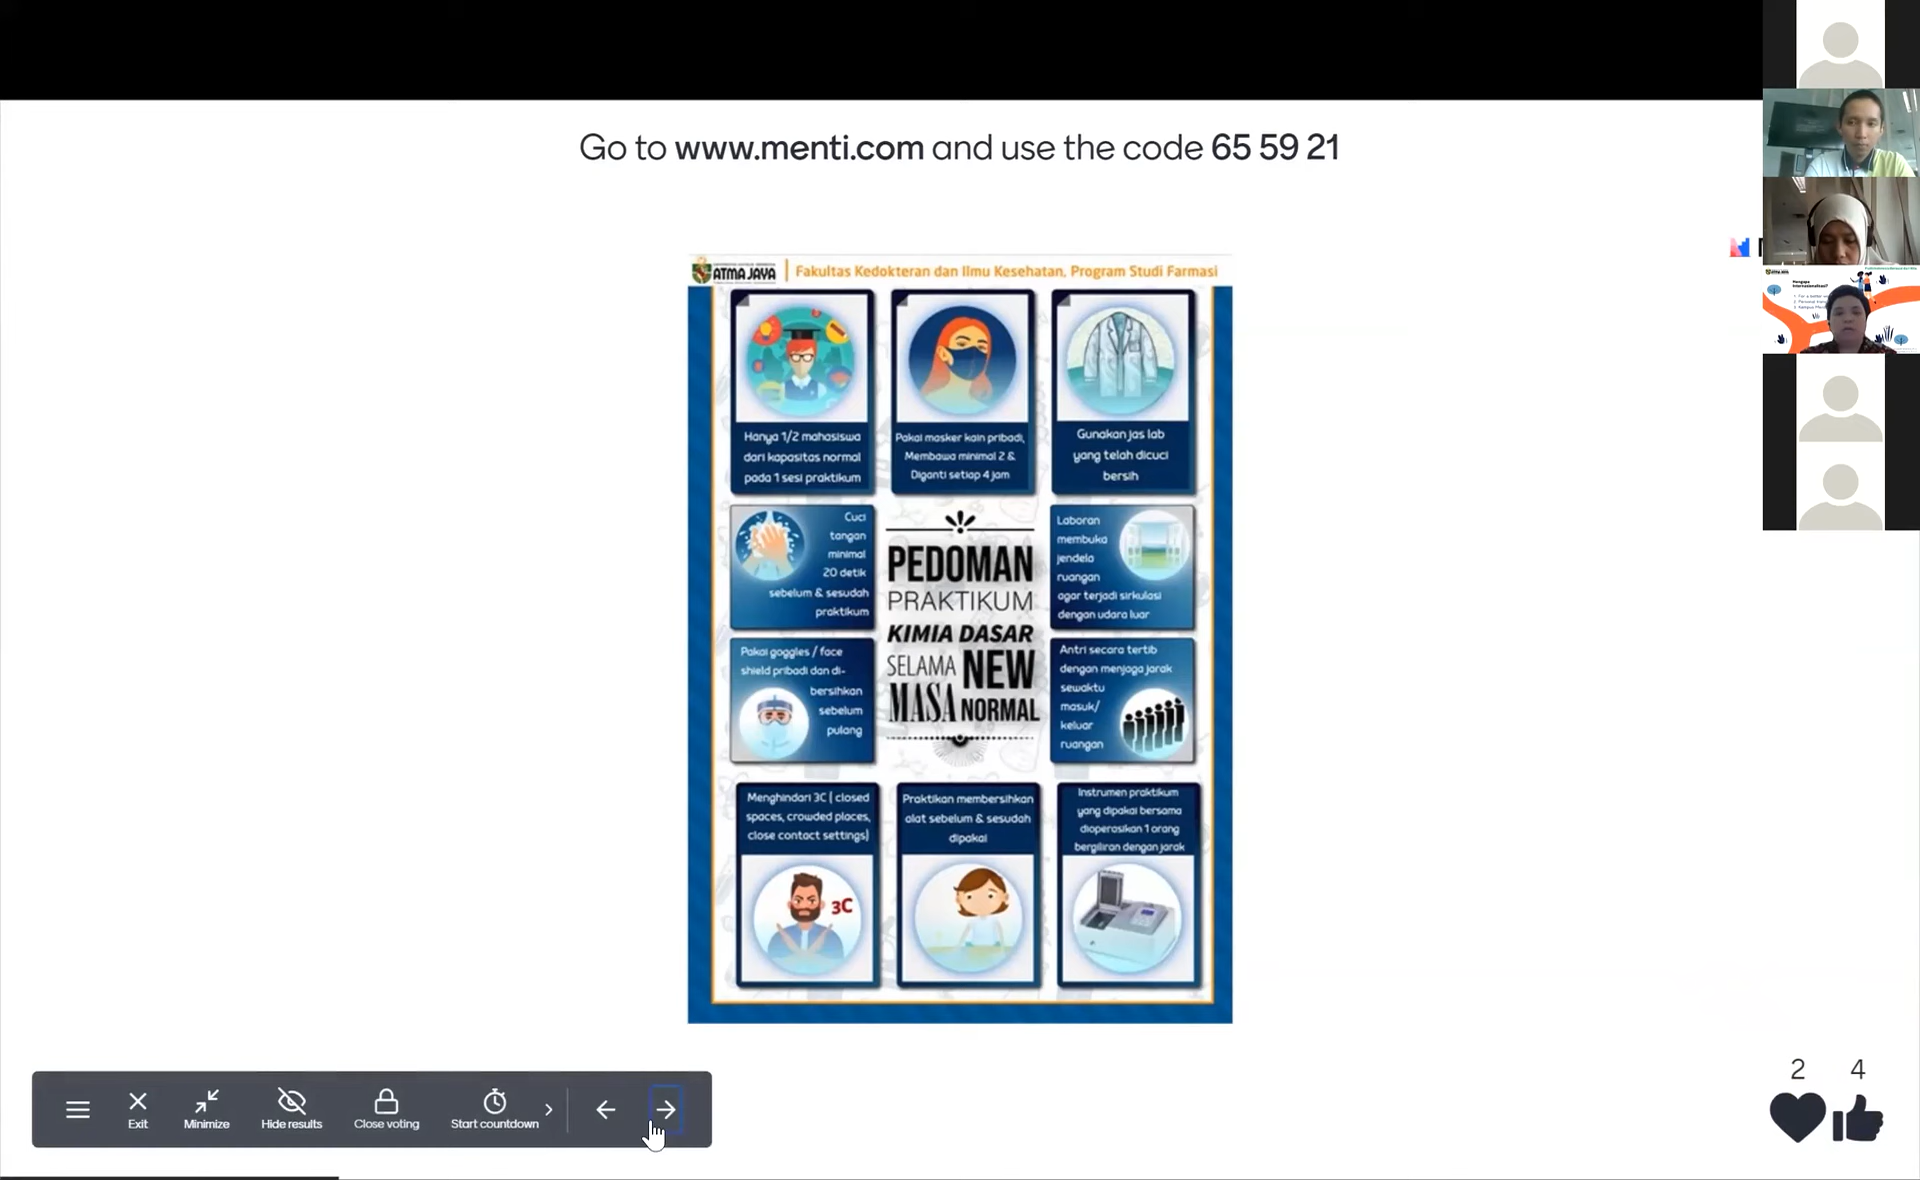 Go to www.menti.com and use the code 65 59 21
ATMA JAYA
Fakultas Kedokteran dan Ilmu Kesehatan, Program Studi Farmasi
Hanya 1/2 mahasiswa
dari kapasitas normal
pada 1 sesi praktikum
Pakai masker kain pribadi,
Membawa minimal 2 &
Diganti setiap 4 jam
Gunakan jas lab
yang telah dicuci
bersih
Cuci
tangan
minimal
20 detik
sebelum & sesudah
praktikum
PEDOMAN
PRAKTIKUM
KIMIA DASAR
SELAMA NEW
MASA NORMAL
Laboran
membuka
jendela
ruangan
agar terjadi sirkulasi
dengan udara luar
Pakai goggles / face
shield pribadi dan di-
bersihkan
sebelum
pulang
Antri secara tertib
dengan menjaga jarak
sewaktu
masuk/
keluar
ruangan
Menghindari 3C ( closed
spaces, crowded places,
close contact settings)
3C
Praktikan membersihkan
alat sebelum & sesudah
dipakai
Instrumen praktikum
yang dipakai bersama
dioperasikan 1 orang
bergiliran dengan jarak
Mengapa
Internasionalisasi?
2 4
Exit
Minimize
Hide results
Close voting
Start countdown